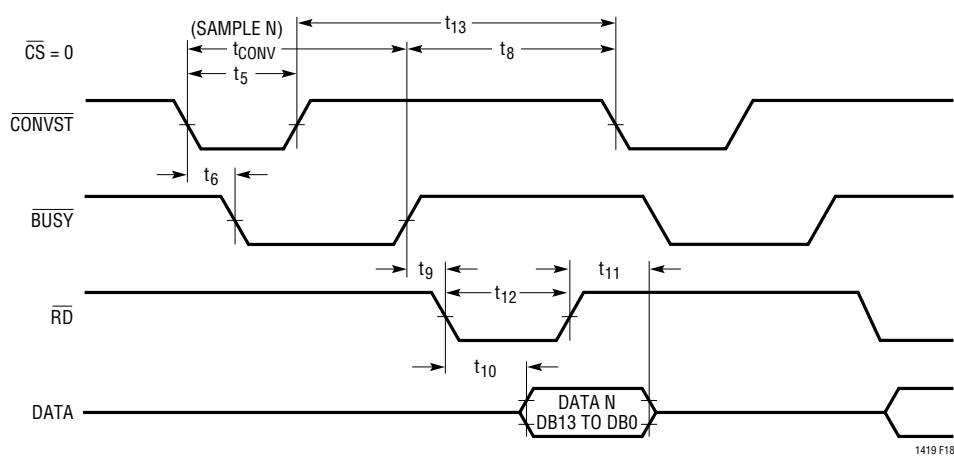 (SAMPLE N)
t13
CS = 0
tCONV
t8
t5
CONVST
t6
BUSY
t9
t11
t12
RD
t10
DATA
DATA N
DB13 TO DB0
1419 F18